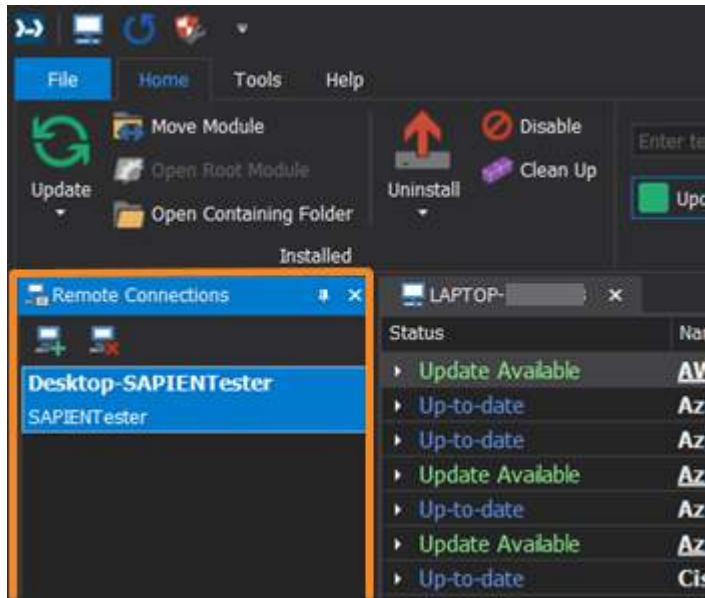 File Home Tools Help
Update
Move Module
Open Root Module
Open Containing Folder
Uninstall
Disable
Clean Up
Enter
Installed
Remote Connections
LAPTOP-
Desktop-SAPIENTester
SAPIENTester
Status
Update Available
Up-to-date
Up-to-date
Update Available
Up-to-date
Update Available
Up-to-date